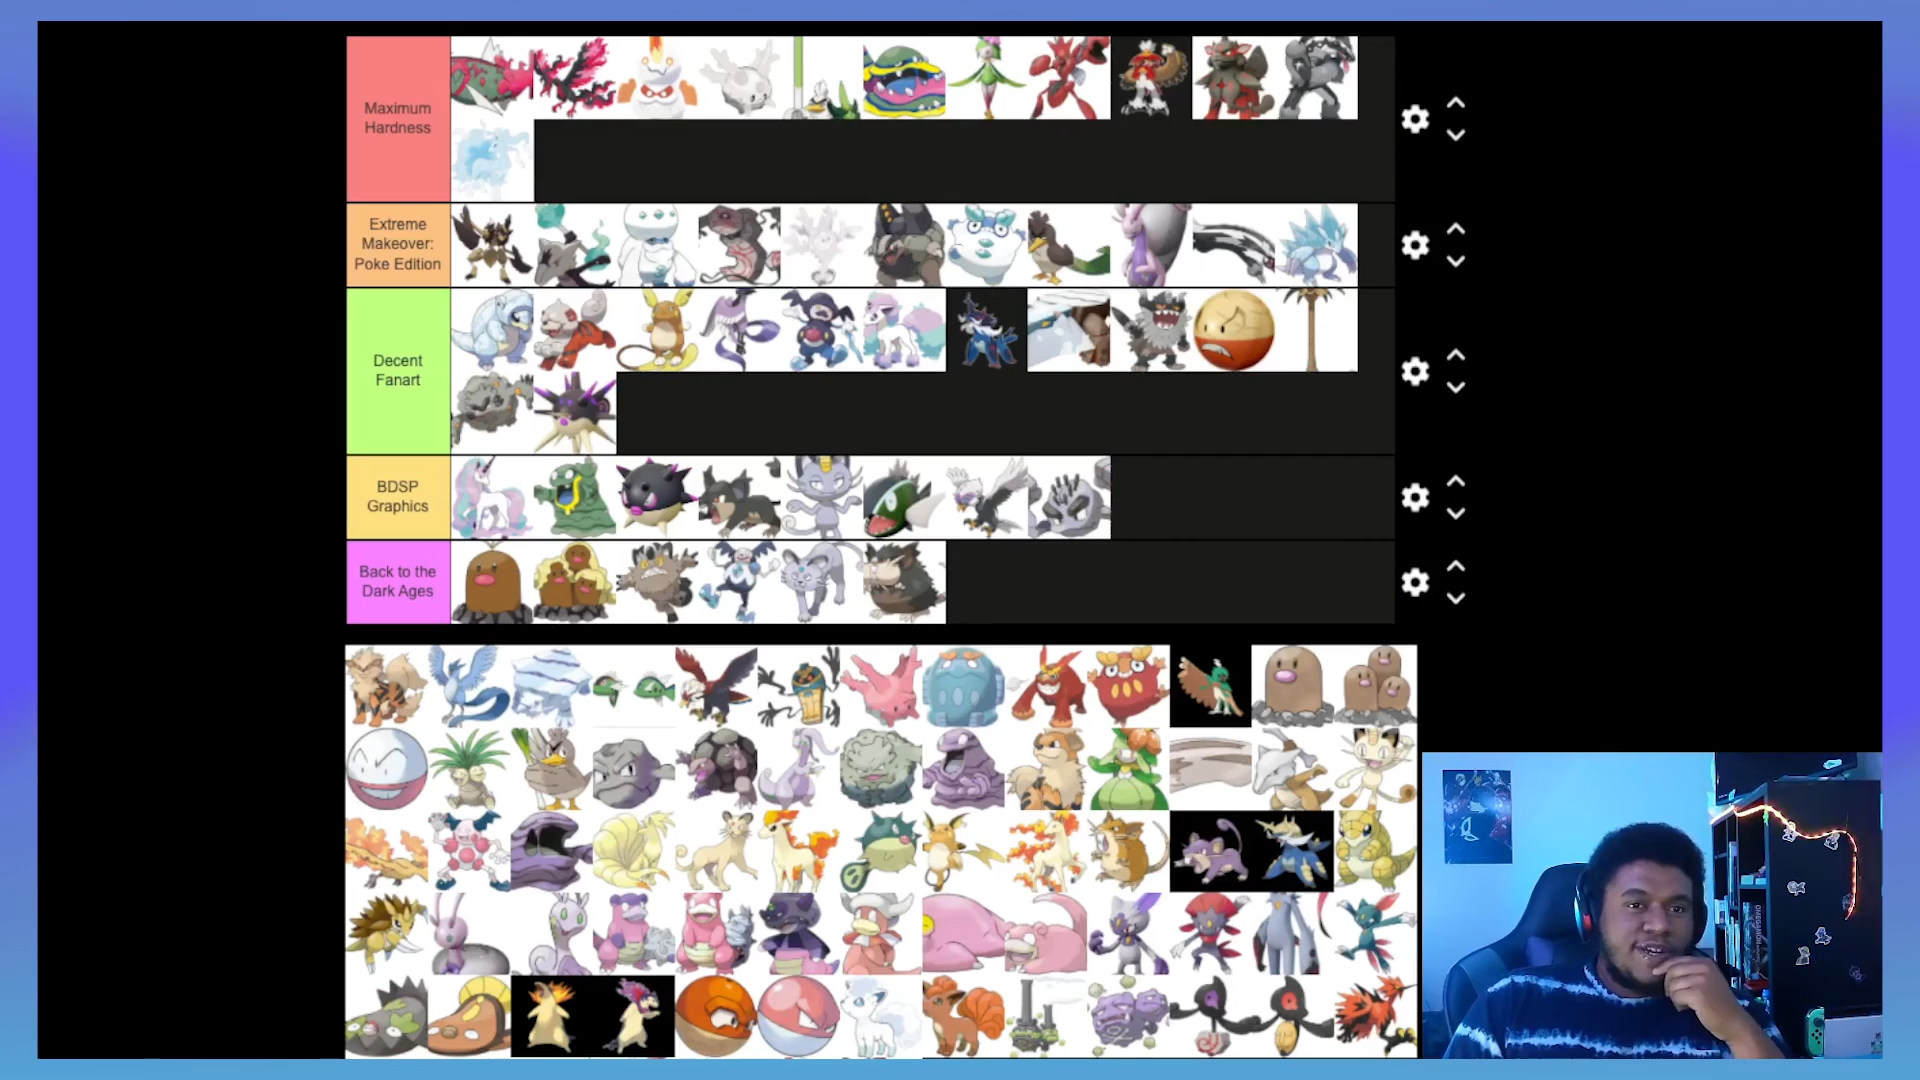 Maximum
Hardness
Extreme
Makeover:
Poke Edition
Decent
Fanart
BDSP
Graphics
Back to the
Dark Ages